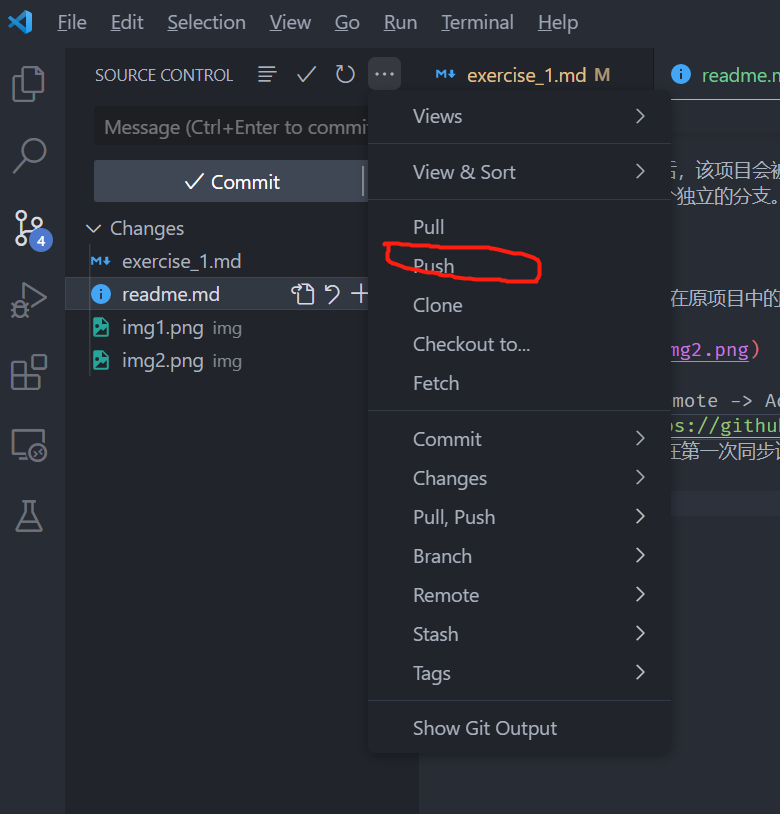 File Edit Selection View Go Run Terminal Help
SOURCE CONTROL
exercise_1.md M
readme.m
Message (Ctrl+Enter to commi
Commit
Changes
exercise_1.md
readme.md
img1.png img
img2.png img
4
Views
View & Sort
Pull
Push
Clone
Checkout to...
Fetch
Commit
Changes
Pull, Push
Branch
Remote
Stash
Tags
Show Git Output
后，该项目会被
个独立的分支。
在原项目中的
mg2.png)
mote -> Ad
ps://githu
在第一次同步